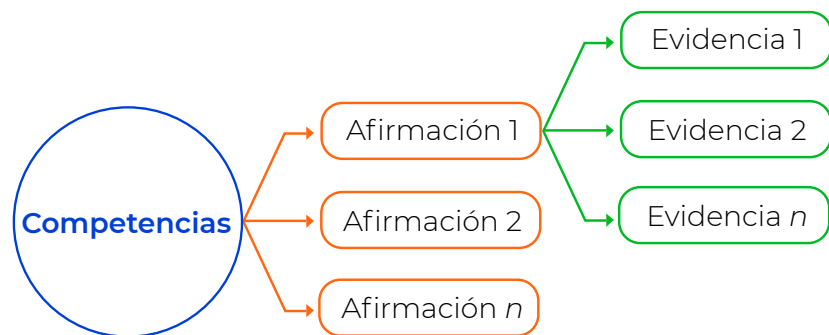 Competencias
Afirmación 1
Afirmación 2
Afirmación n
Evidencia 1
Evidencia 2
Evidencia n